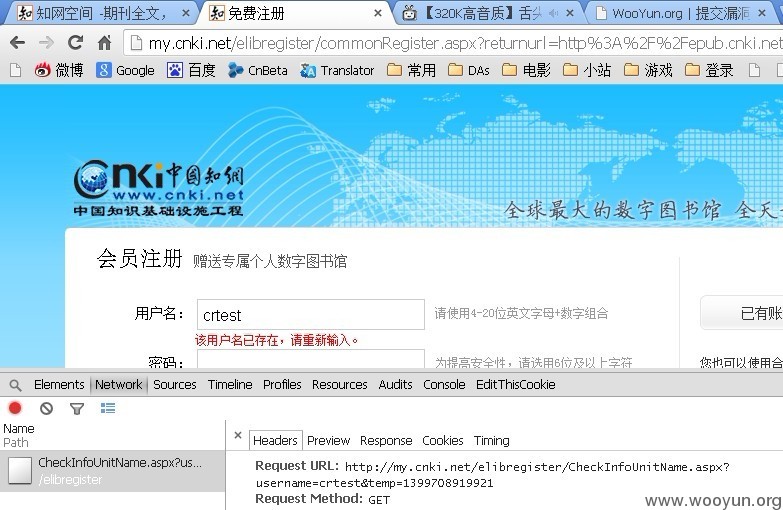 知网空间 -期刊全文,
免费注册
【320K高音质】舌尖
WooYun.org | 提交漏洞
my.cnki.net/elibregister/commonRegister.aspx?returnurl=http%3A%2F%2Fepub.cnki.net
微博 Google 百度 CnBeta Translator 常用 DAs 电影 小站 游戏 登录
cnki 中国知网
www.cnki.net
中国知识基础设施工程
全球最大的数字图书馆 全天
会员注册 赠送专属个人数字图书馆
用户名： crtest 请使用4-20位英文字母+数字组合
已有账
该用户名已存在，请重新输入。
密码： 为提高安全性，请选用6位及以上字符
您也可以使用合
Elements Network Sources Timeline Profiles Resources Audits Console EditThisCookie
Name
Path
× Headers Preview Response Cookies Timing
CheckInfoUnitName.aspx?us...
/elibregister
Request URL: http://my.cnki.net/elibregister/CheckInfoUnitName.aspx?
username=crtest&temp=1399708919921
Request Method: GET
www.wooyun.org